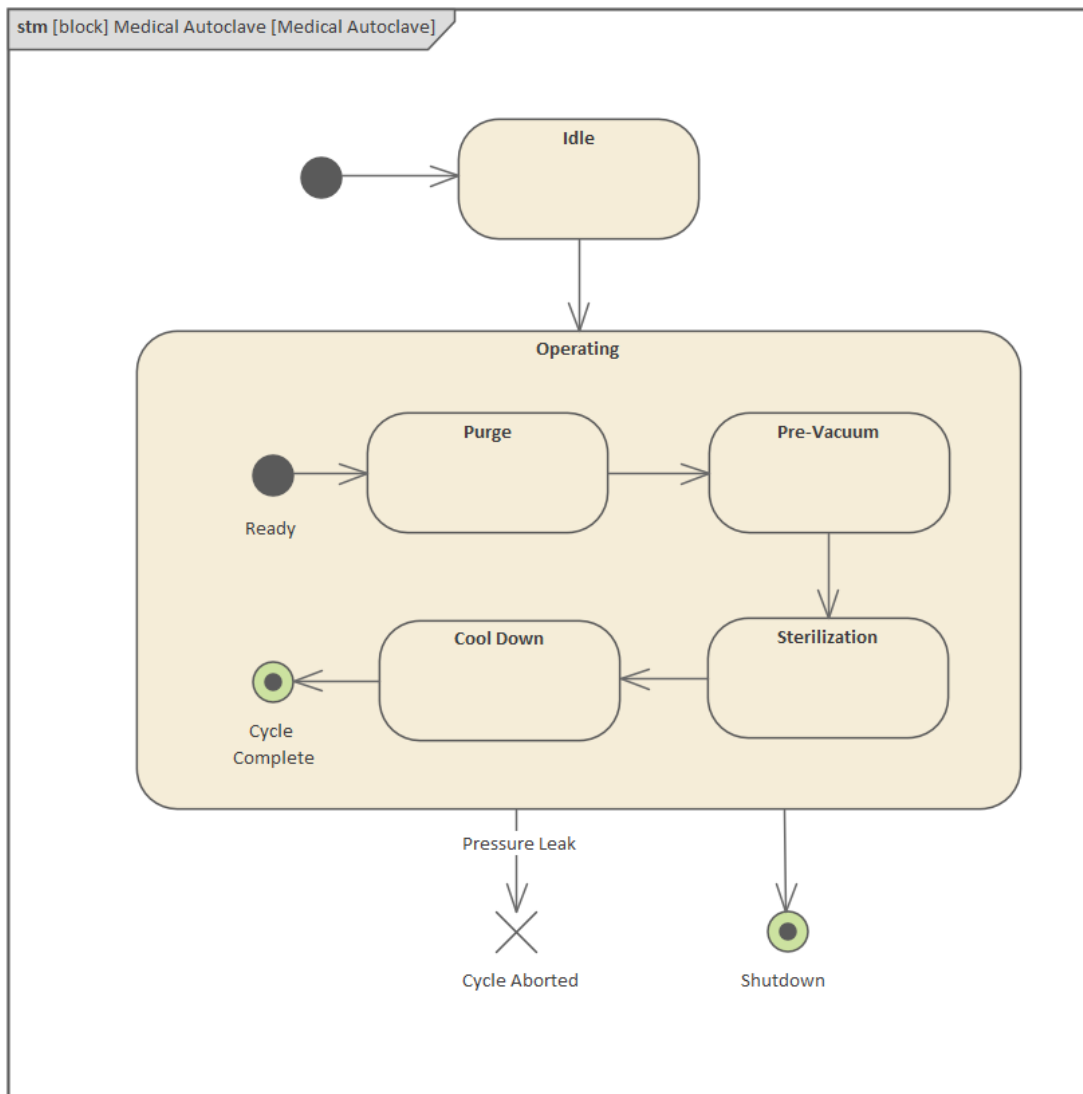 stm [block] Medical Autoclave [Medical Autoclave]
Idle
Operating
Purge
Pre-Vacuum
Ready
Cool Down
Sterilization
Cycle
Complete
Pressure Leak
Cycle Aborted
Shutdown